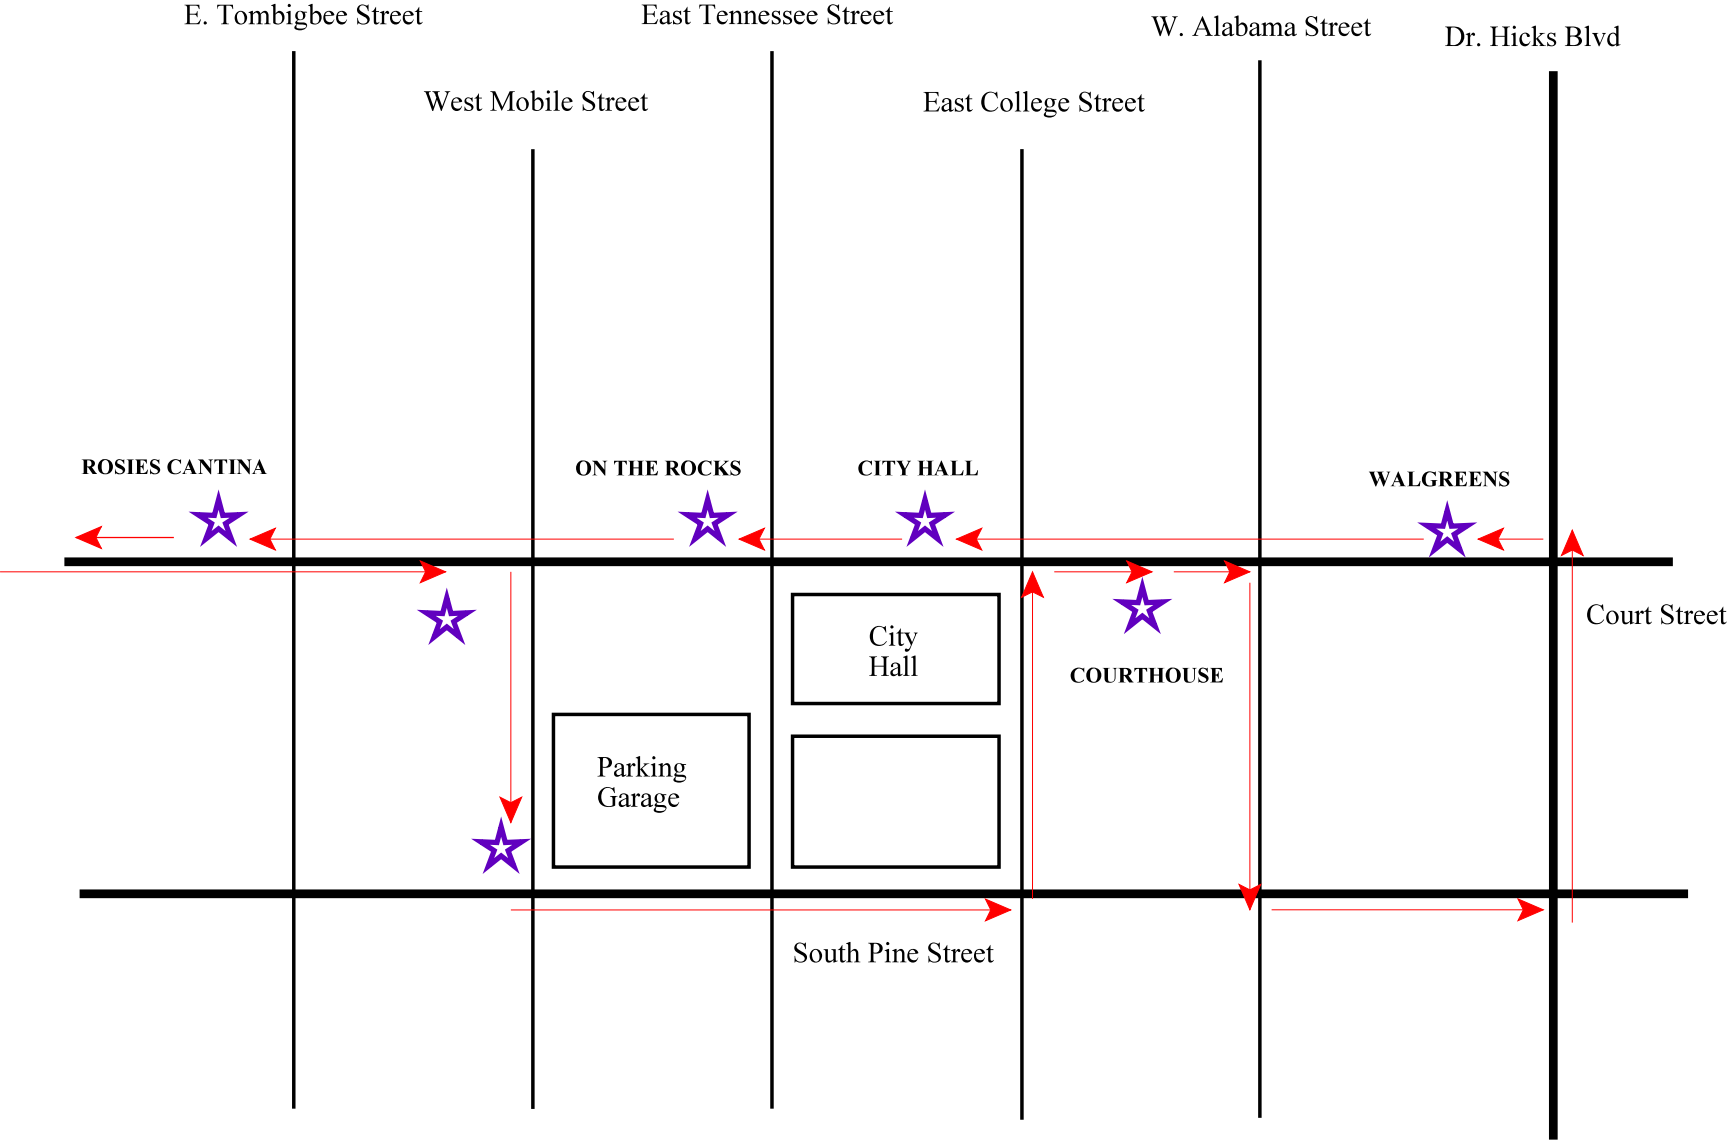 E. Tombigbee Street
East Tennessee Street
W. Alabama Street
Dr. Hicks Blvd
West Mobile Street
East College Street
ROSIES CANTINA
ON THE ROCKS
CITY HALL
WALGREENS
Court Street
City
Hall
COURTHOUSE
Parking
Garage
South Pine Street